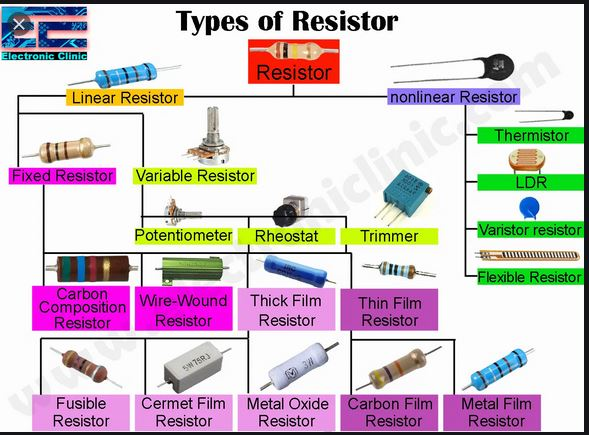 Types of Resistor
Electronic Clinic
Resistor
Linear Resistor
nonlinear Resistor
Thermistor
Fixed Resistor
Variable Resistor
LDR
Varistor resistor
Potentiometer
Rheostat
Trimmer
Flexible Resistor
Carbon
Composition
Resistor
Wire-Wound
Resistor
Thick Film
Resistor
Thin Film
Resistor
5W75RJ
3W
Fusible
Resistor
Cermet Film
Resistor
Metal Oxide
Resistor
Carbon Film
Resistor
Metal Film
Resistor